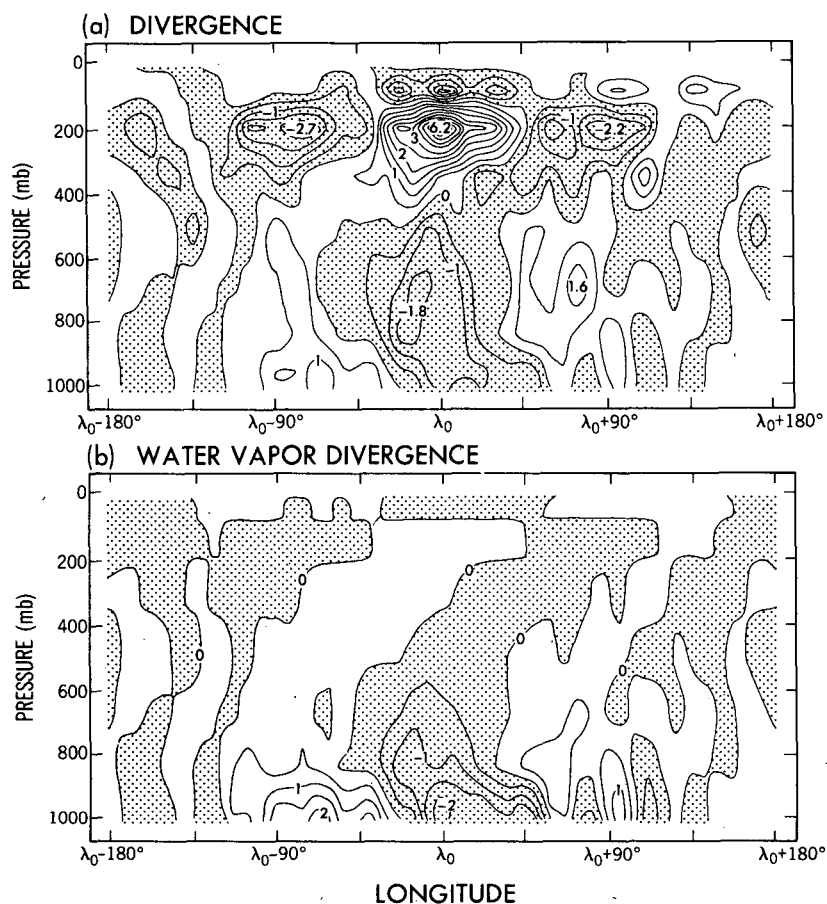 (a) DIVERGENCE
0
200
400
600
800
1000
PRESSURE (mb)
-1
<-2.7
6.2
3
2
1
-1
-2.2
0
-1
-1.8
1.6
1
λ₀-180°
λ₀-90°
λ₀
λ₀+90°
λ₀+180°
(b) WATER VAPOR DIVERGENCE
0
200
400
600
800
1000
PRESSURE (mb)
0
0
0
0
0
-1
1
2
-2
1
λ₀-180°
λ₀-90°
λ₀
λ₀+90°
λ₀+180°
LONGITUDE